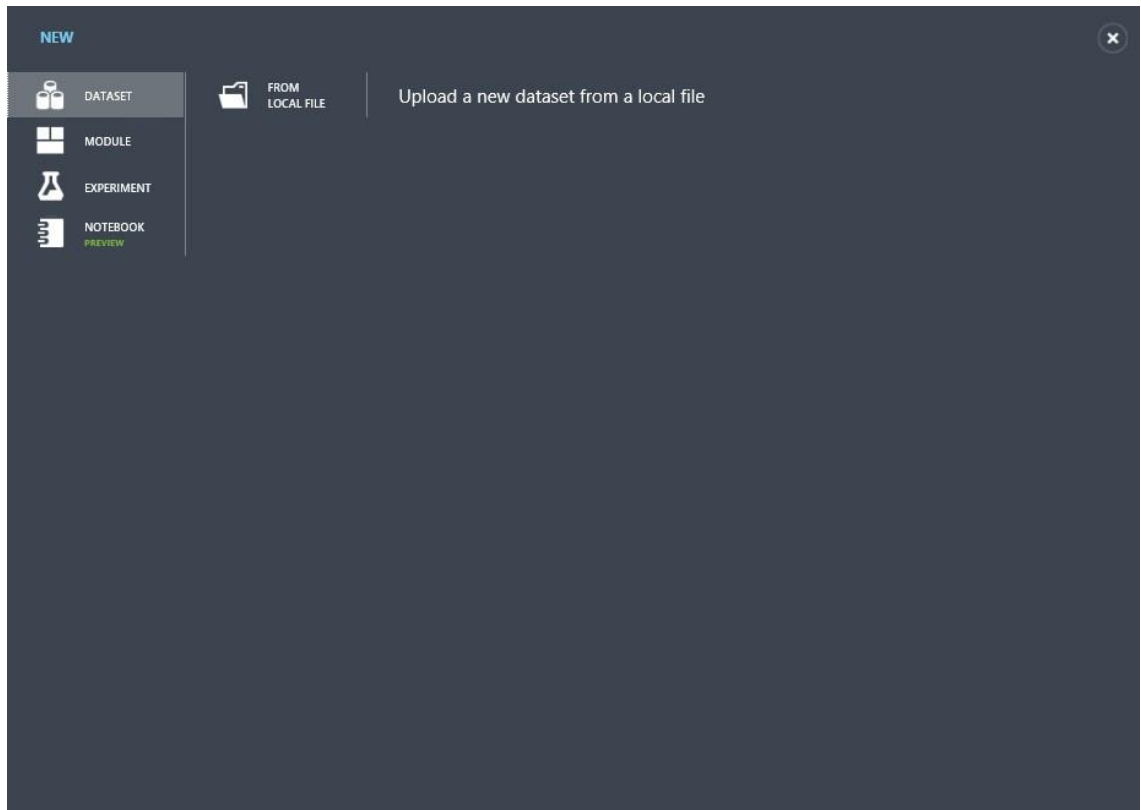 NEW
DATASET
FROM
LOCAL FILE
Upload a new dataset from a local file
MODULE
EXPERIMENT
NOTEBOOK
PREVIEW